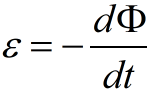 ε = − dΦ/dt